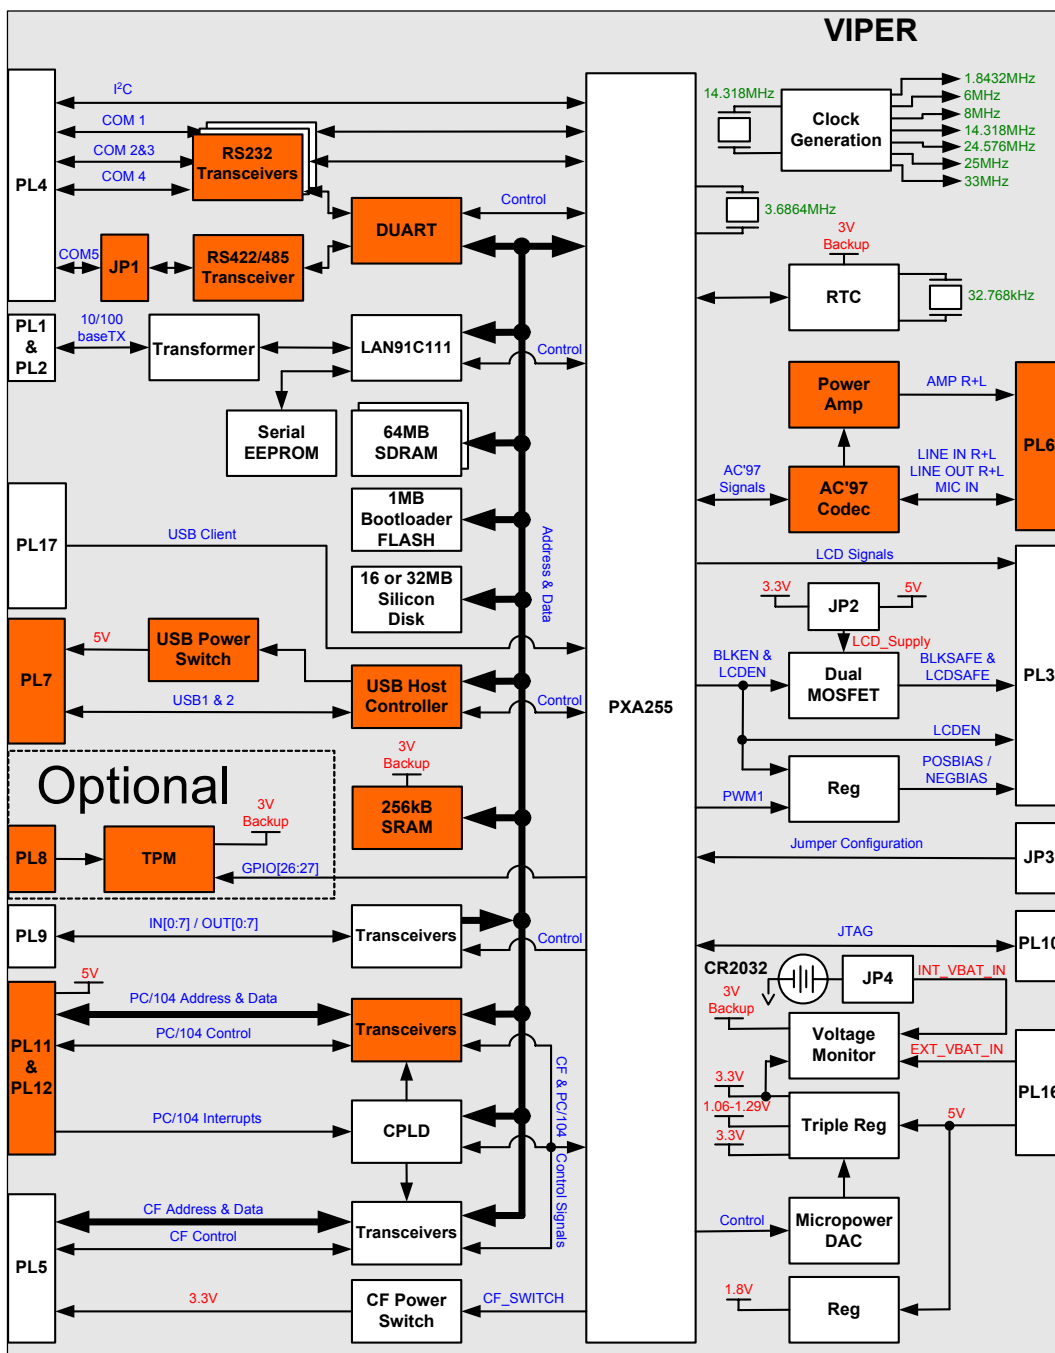 VIPER
PL4
I²C
COM 1
COM 2&3
COM 4
RS232
Transceivers
DUART
Control
COM5
JP1
RS422/485
Transceiver
PL1
&
PL2
10/100
baseTX
Transformer
LAN91C111
Control
Serial
EEPROM
64MB
SDRAM
1MB
Bootloader
FLASH
16 or 32MB
Silicon
Disk
Address & Data
PL17
USB Client
PL7
5V
USB Power
Switch
USB1 & 2
USB Host
Controller
Control
Optional
3V
Backup
256kB
SRAM
PL8
TPM
3V
Backup
GPIO[26:27]
PL9
IN[0:7] / OUT[0:7]
Transceivers
Control
PL11
&
PL12
5V
PC/104 Address & Data
PC/104 Control
Transceivers
PC/104 Interrupts
CPLD
CF & PC/104 Control Signals
PL5
CF Address & Data
CF Control
Transceivers
3.3V
CF Power
Switch
CF_SWITCH
PXA255
14.318MHz
Clock
Generation
1.8432MHz
6MHz
8MHz
14.318MHz
24.576MHz
25MHz
33MHz
3.6864MHz
3V
Backup
RTC
32.768kHz
Power
Amp
AMP R+L
PL6
AC'97
Signals
AC'97
Codec
LINE IN R+L
LINE OUT R+L
MIC IN
LCD Signals
PL3
3.3V
JP2
5V
LCD_Supply
BLKEN &
LCDEN
Dual
MOSFET
BLKSAFE &
LCDSAFE
LCDEN
Reg
POSBIAS /
NEGBIAS
PWM1
Jumper Configuration
JP3
JTAG
PL10
CR2032
JP4
INT_VBAT_IN
3V
Backup
Voltage
Monitor
EXT_VBAT_IN
PL16
3.3V
1.06-1.29V
3.3V
Triple Reg
5V
Control
Micropower
DAC
1.8V
Reg